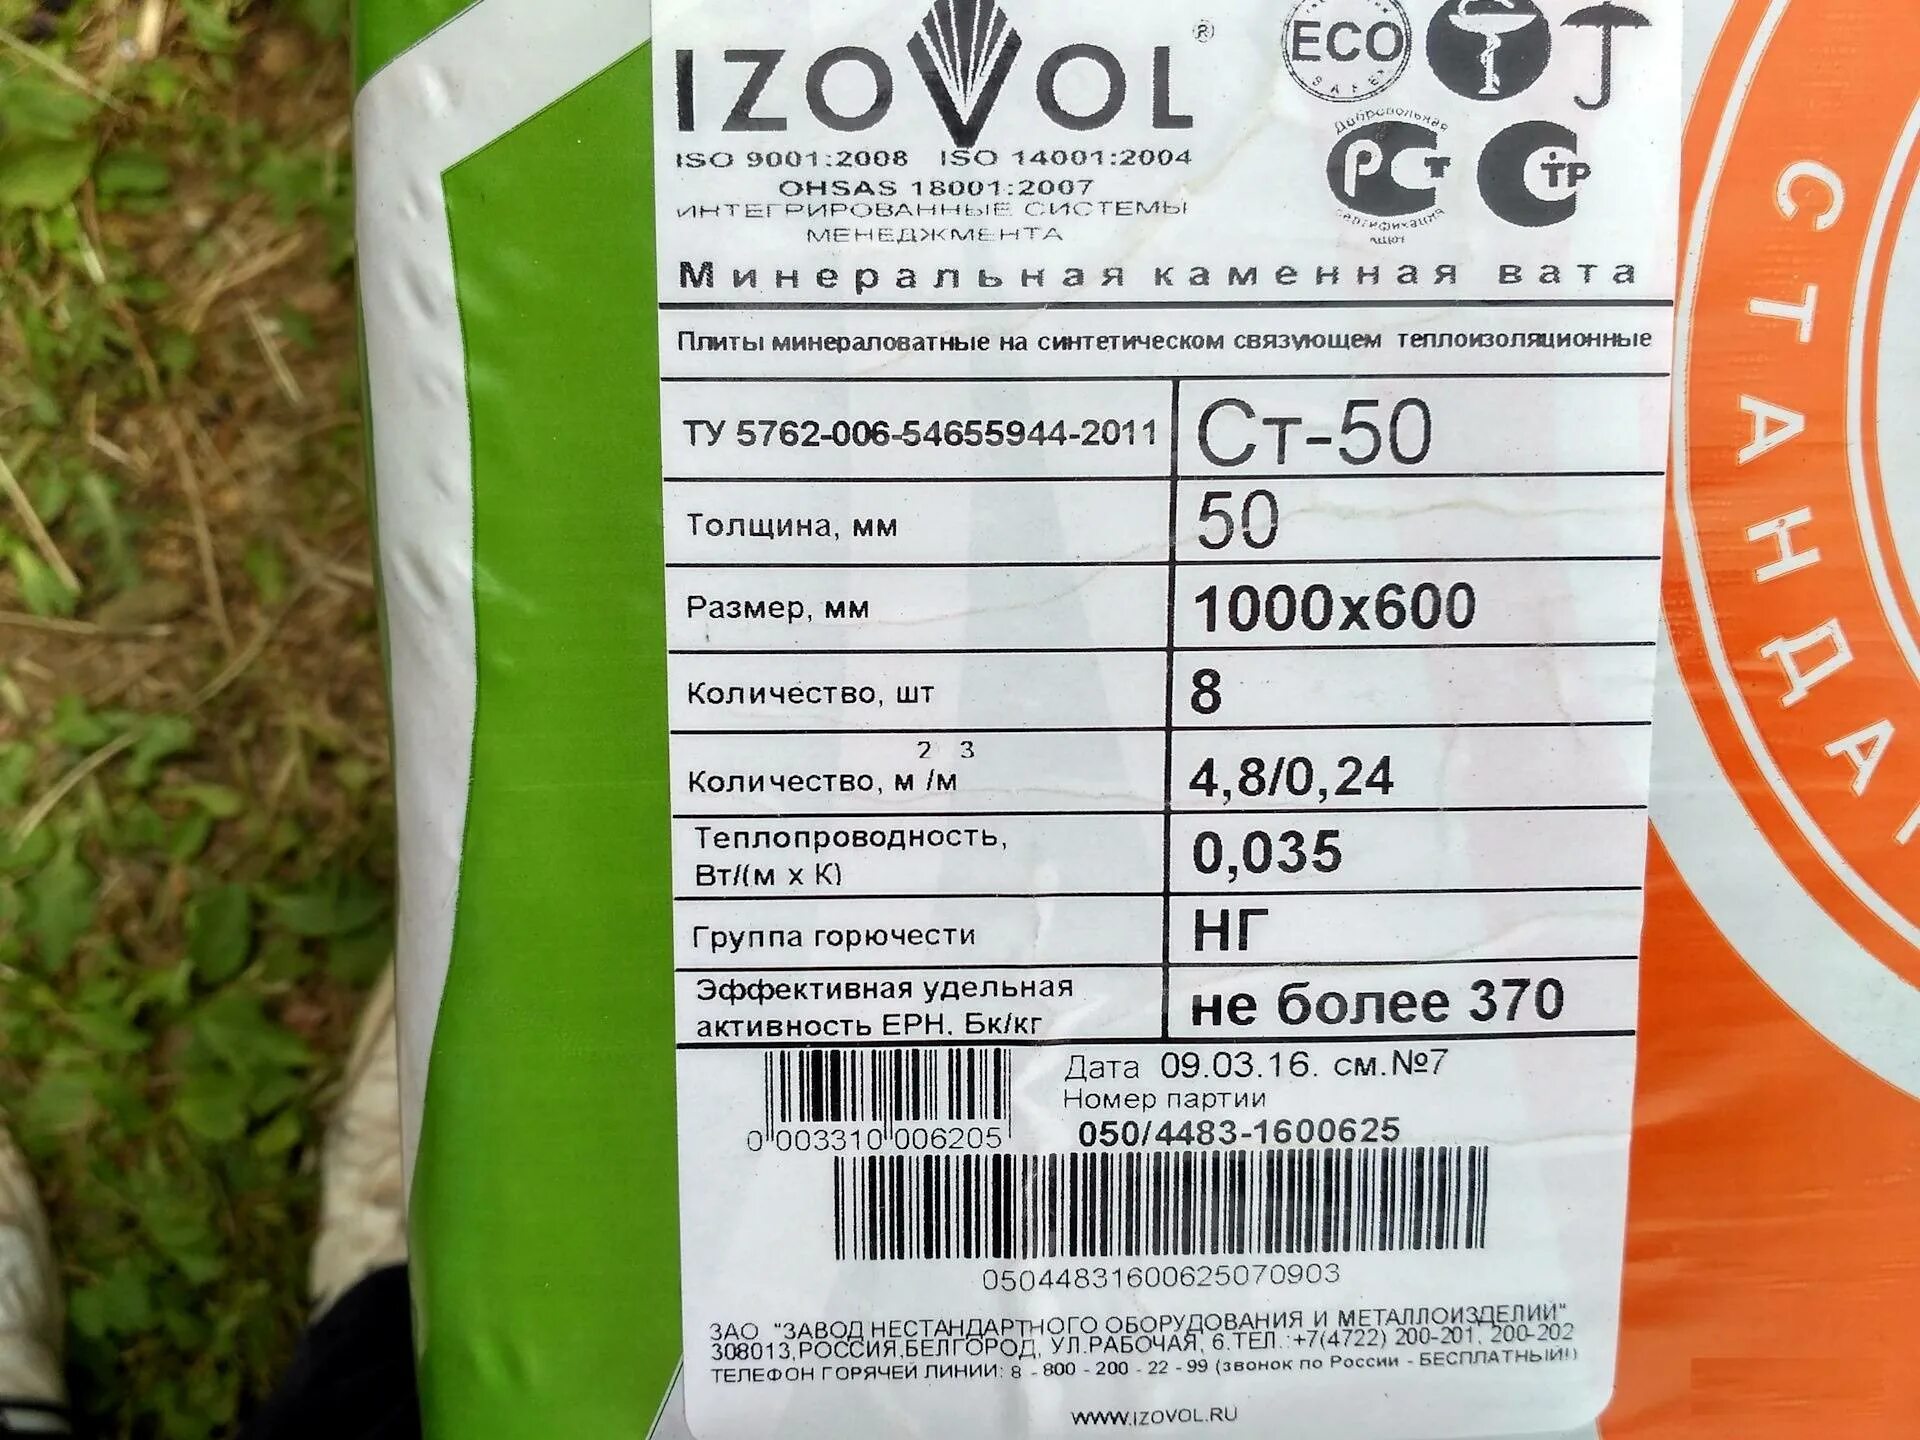 IZOVOL®
ISO 9001:2008 ISO 14001:2004
OHSAS 18001:2007
ИНТЕГРИРОВАННЫЕ СИСТЕМЫ
МЕНЕДЖМЕНТА
ECO
SAFE
Добровольная
РСТ
сертификация
С ТР
Минеральная каменная вата
Плиты минераловатные на синтетическом связующем теплоизоляционные
ТУ 5762-006-54655944-2011 Ст-50
Толщина, мм 50
Размер, мм 1000х600
Количество, шт 8
Количество, м²/м³ 4,8/0,24
Теплопроводность,
Вт/(м х К) 0,035
Группа горючести НГ
Эффективная удельная
активность ЕРН. Бк/кг не более 370
Дата 09.03.16. см.№7
Номер партии
0 003310 006205
050/4483-1600625
05044831600625070903
ЗАО "ЗАВОД НЕСТАНДАРТНОГО ОБОРУДОВАНИЯ И МЕТАЛЛОИЗДЕЛИЙ"
308013,РОССИЯ,БЕЛГОРОД, УЛ.РАБОЧАЯ, 6.ТЕЛ.:+7(4722) 200-201, 200-202
ТЕЛЕФОН ГОРЯЧЕЙ ЛИНИИ: 8 - 800 - 200 - 22 - 99 (звонок по России - БЕСПЛАТНЫЙ!)
WWW.IZOVOL.RU
СТАНДА